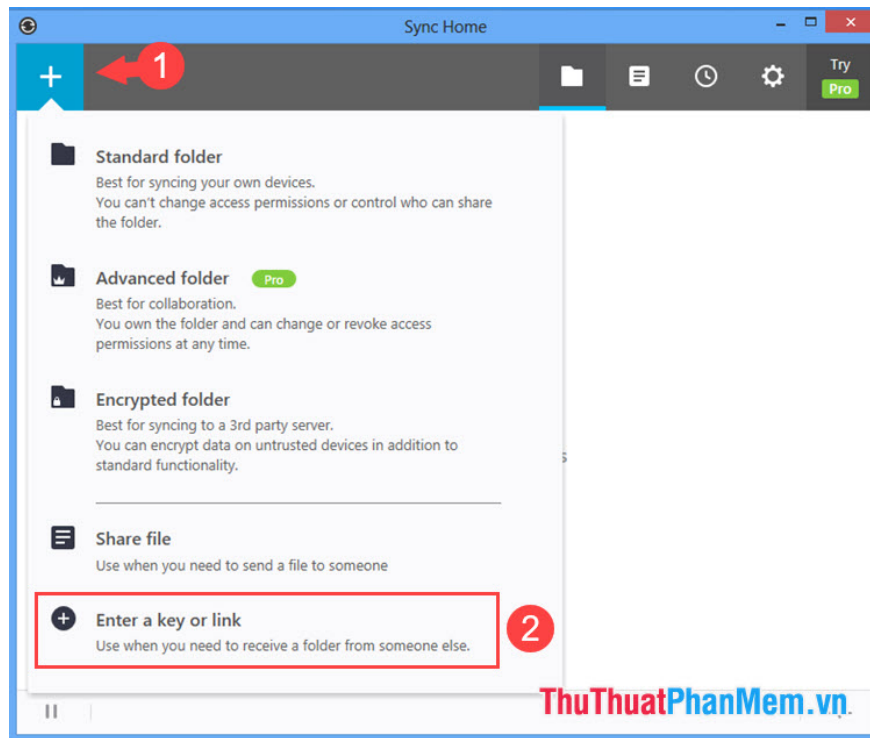 Sync Home
1
Try
Pro
Standard folder
Best for syncing your own devices.
You can't change access permissions or control who can share
the folder.
Advanced folder Pro
Best for collaboration.
You own the folder and can change or revoke access
permissions at any time.
Encrypted folder
Best for syncing to a 3rd party server.
You can encrypt data on untrusted devices in addition to
standard functionality.
s
Share file
Use when you need to send a file to someone
Enter a key or link
Use when you need to receive a folder from someone else.
2
ThuThuatPhanMem.vn